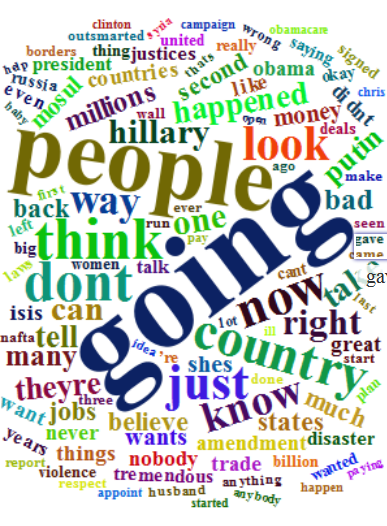 clinton
syria
campaign
wrong
obamacare
outsmarted
united
saying
signed
borders
thing
justices
really
thats
help
president
countries
second
obama
okay
russia
like
didnt
chris
even
mosul
millions
happened
money
baby
wall
open
deals
hillary
look
putin
people
ago
make
first
way
ever
bad
back
one
left
run
pay
seen
think
going
gave
came
big
women
talk
cant
laws
dont
now
talk
gav
last
isis
can
lot
right
nafta
tell
idea
're
ill
great
many
shes
country
start
theyre
just
done
plan
three
know
much
want
jobs
believe
states
never
wants
amendment
disaster
years
things
nobody
trade
billion
wanted
paying
report
violence
tremendous
anything
respect
happen
appoint
husband
anybody
started